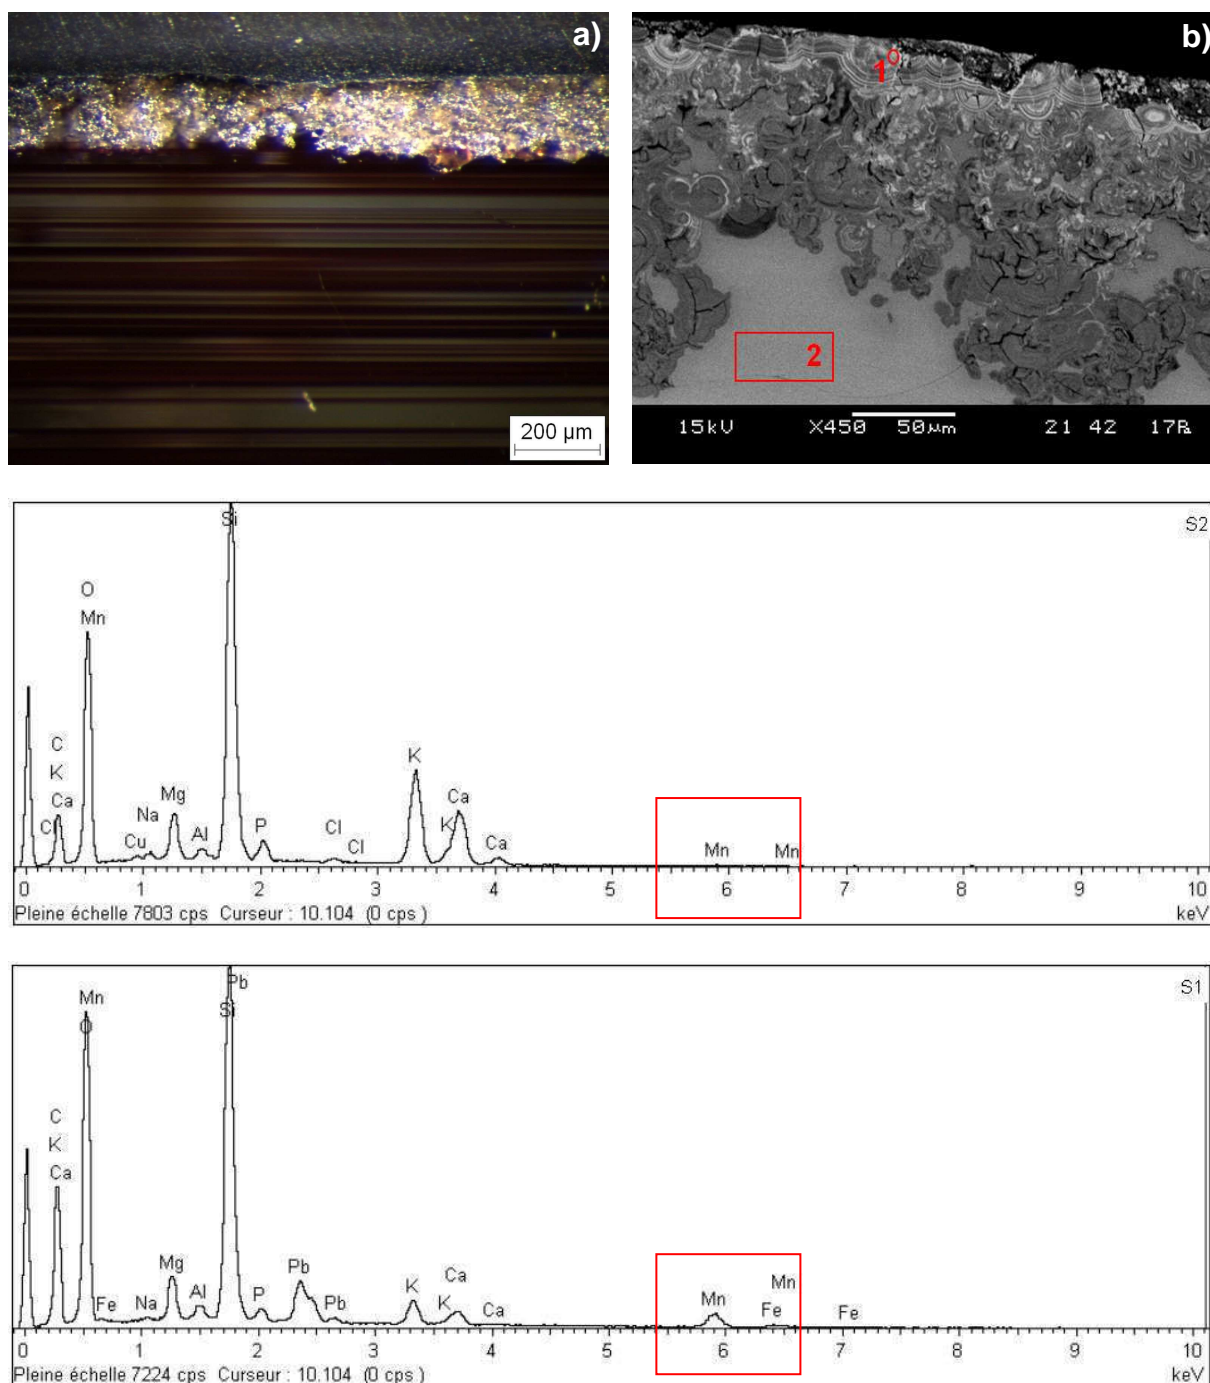 a)
200 µm
b)
1
2
15kV X450 50µm 21 42 17R
S2
Si
O
Mn
C
K
Ca
Cl
Cu
Na
Mg
Al
P
Cl
Cl
K
K
Ca
Ca
Mn
Mn
0 1 2 3 4 5 6 7 8 9 10
Pleine échelle 7803 cps Curseur : 10.104 (0 cps )
keV
S1
Pb
Si
Mn
O
C
K
Ca
Fe
Na
Mg
Al
P
Pb
Pb
K
K
Ca
Ca
Mn
Mn
Fe
Fe
0 1 2 3 4 5 6 7 8 9 10
Pleine échelle 7224 cps Curseur : 10.104 (0 cps )
keV